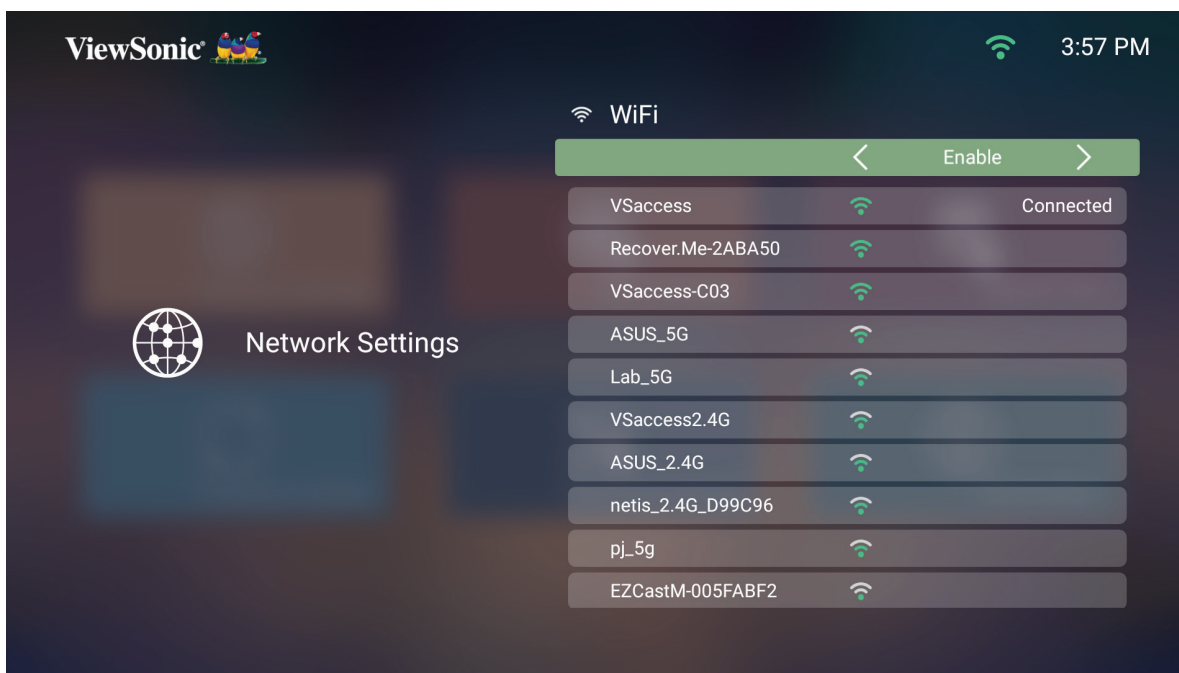 ViewSonic®
3:57 PM
WiFi
Enable
VSaccess Connected
Recover.Me-2ABA50
VSaccess-C03
ASUS_5G
Network Settings
Lab_5G
VSaccess2.4G
ASUS_2.4G
netis_2.4G_D99C96
pj_5g
EZCastM-005FABF2